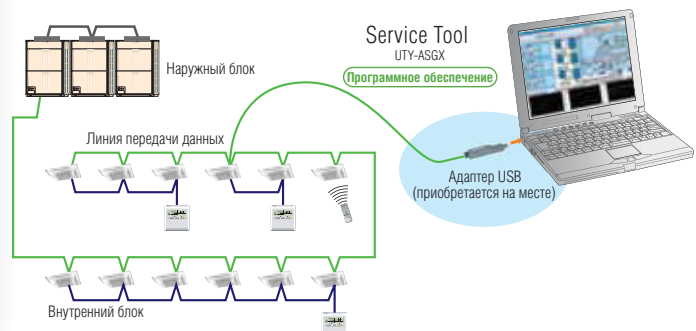 Service Tool
UTY-ASGX
Программное обеспечение
Наружный блок
Линия передачи данных
Адаптер USB
(приобретается на месте)
Внутренний блок